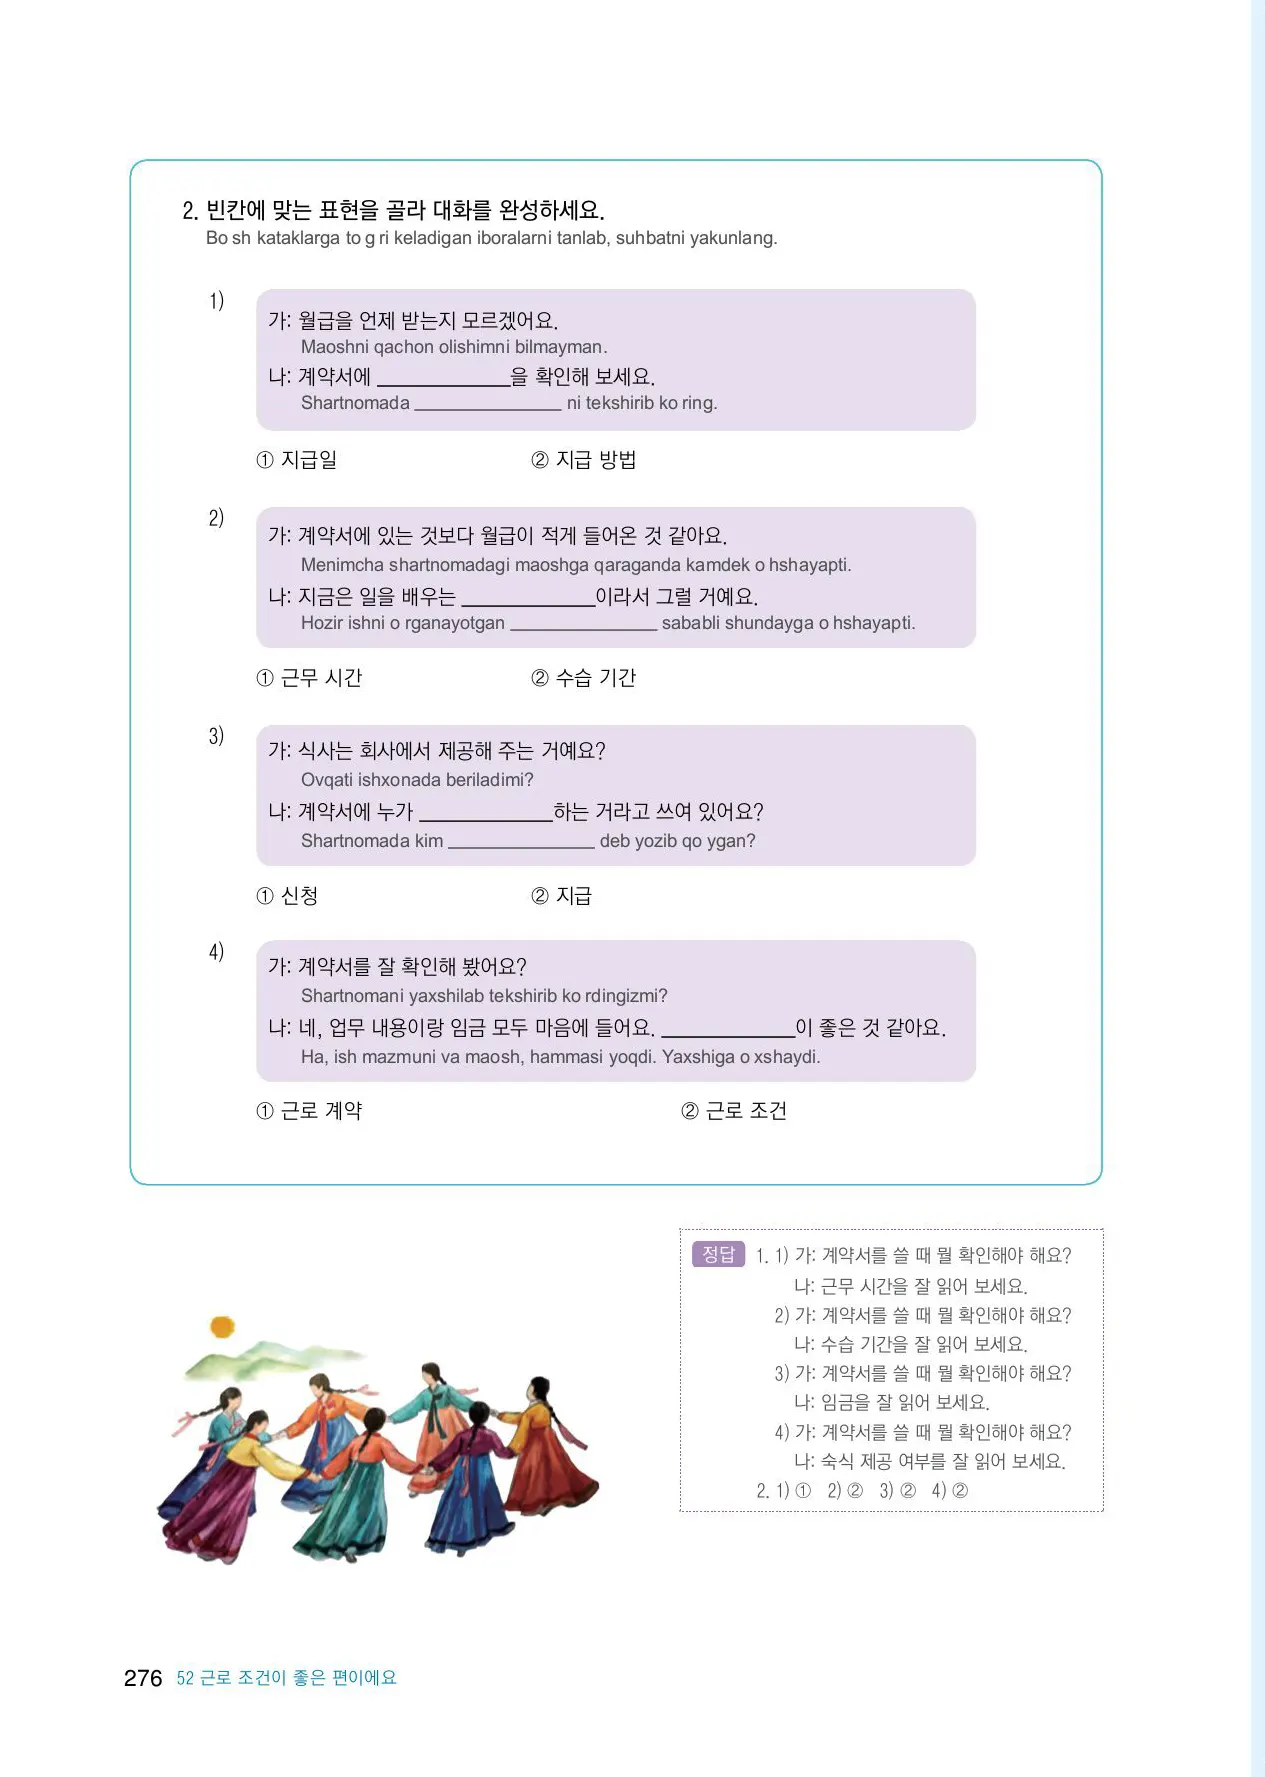 2. 빈칸에 맞는 표현을 골라 대화를 완성하세요.
Bo sh kataklarga to g ri keladigan iboralarni tanlab, suhbatni yakunlang.
1)
가: 월급을 언제 받는지 모르겠어요.
Maoshni qachon olishimni bilmayman.
나: 계약서에 ____________을 확인해 보세요.
Shartnomada ______________ ni tekshirib ko ring.
① 지급일 ② 지급 방법
2)
가: 계약서에 있는 것보다 월급이 적게 들어온 것 같아요.
Menimcha shartnomadagi maoshga qaraganda kamdek o hshayapti.
나: 지금은 일을 배우는 ____________이라서 그럴 거예요.
Hozir ishni o rganayotgan ______________ sababli shundayga o hshayapti.
① 근무 시간 ② 수습 기간
3)
가: 식사는 회사에서 제공해 주는 거예요?
Ovqati ishxonada beriladimi?
나: 계약서에 누가 ____________하는 거라고 쓰여 있어요?
Shartnomada kim ______________ deb yozib qo ygan?
① 신청 ② 지급
4)
가: 계약서를 잘 확인해 봤어요?
Shartnomani yaxshilab tekshirib ko rdingizmi?
나: 네, 업무 내용이랑 임금 모두 마음에 들어요. ____________이 좋은 것 같아요.
Ha, ish mazmuni va maosh, hammasi yoqdi. Yaxshiga o xshaydi.
① 근로 계약 ② 근로 조건
정답 1. 1) 가: 계약서를 쓸 때 뭘 확인해야 해요?
나: 근무 시간을 잘 읽어 보세요.
2) 가: 계약서를 쓸 때 뭘 확인해야 해요?
나: 수습 기간을 잘 읽어 보세요.
3) 가: 계약서를 쓸 때 뭘 확인해야 해요?
나: 임금을 잘 읽어 보세요.
4) 가: 계약서를 쓸 때 뭘 확인해야 해요?
나: 숙식 제공 여부를 잘 읽어 보세요.
2. 1) ① 2) ② 3) ② 4) ②
276 52 근로 조건이 좋은 편이에요